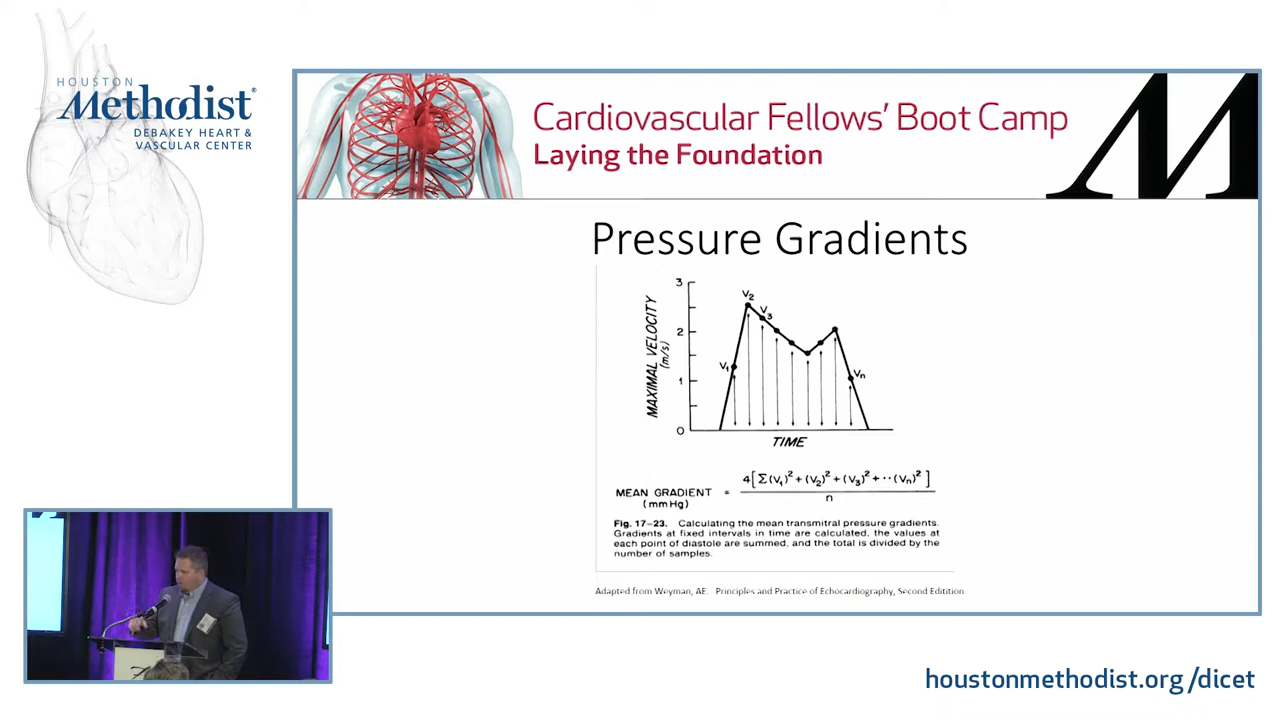 HOUSTON
Methodist®
DEBAKEY HEART &
VASCULAR CENTER
Cardiovascular Fellows' Boot Camp
Laying the Foundation
M
Pressure Gradients
MAXIMAL VELOCITY
(m/s)
3
2
1
0
V₁
V₂
V₃
Vn
TIME
MEAN GRADIENT
(mmHg)
= 4[Σ(V₁)²+(V₂)²+(V₃)²+··(Vn)²]
n
Fig. 17–23. Calculating the mean transmitral pressure gradients.
Gradients at fixed intervals in time are calculated, the values at
each point of diastole are summed, and the total is divided by the
number of samples.
Adapted from Weyman, AE. Principles and Practice of Echocardiography, Second Edittion.
houstonmethodist.org/dicet